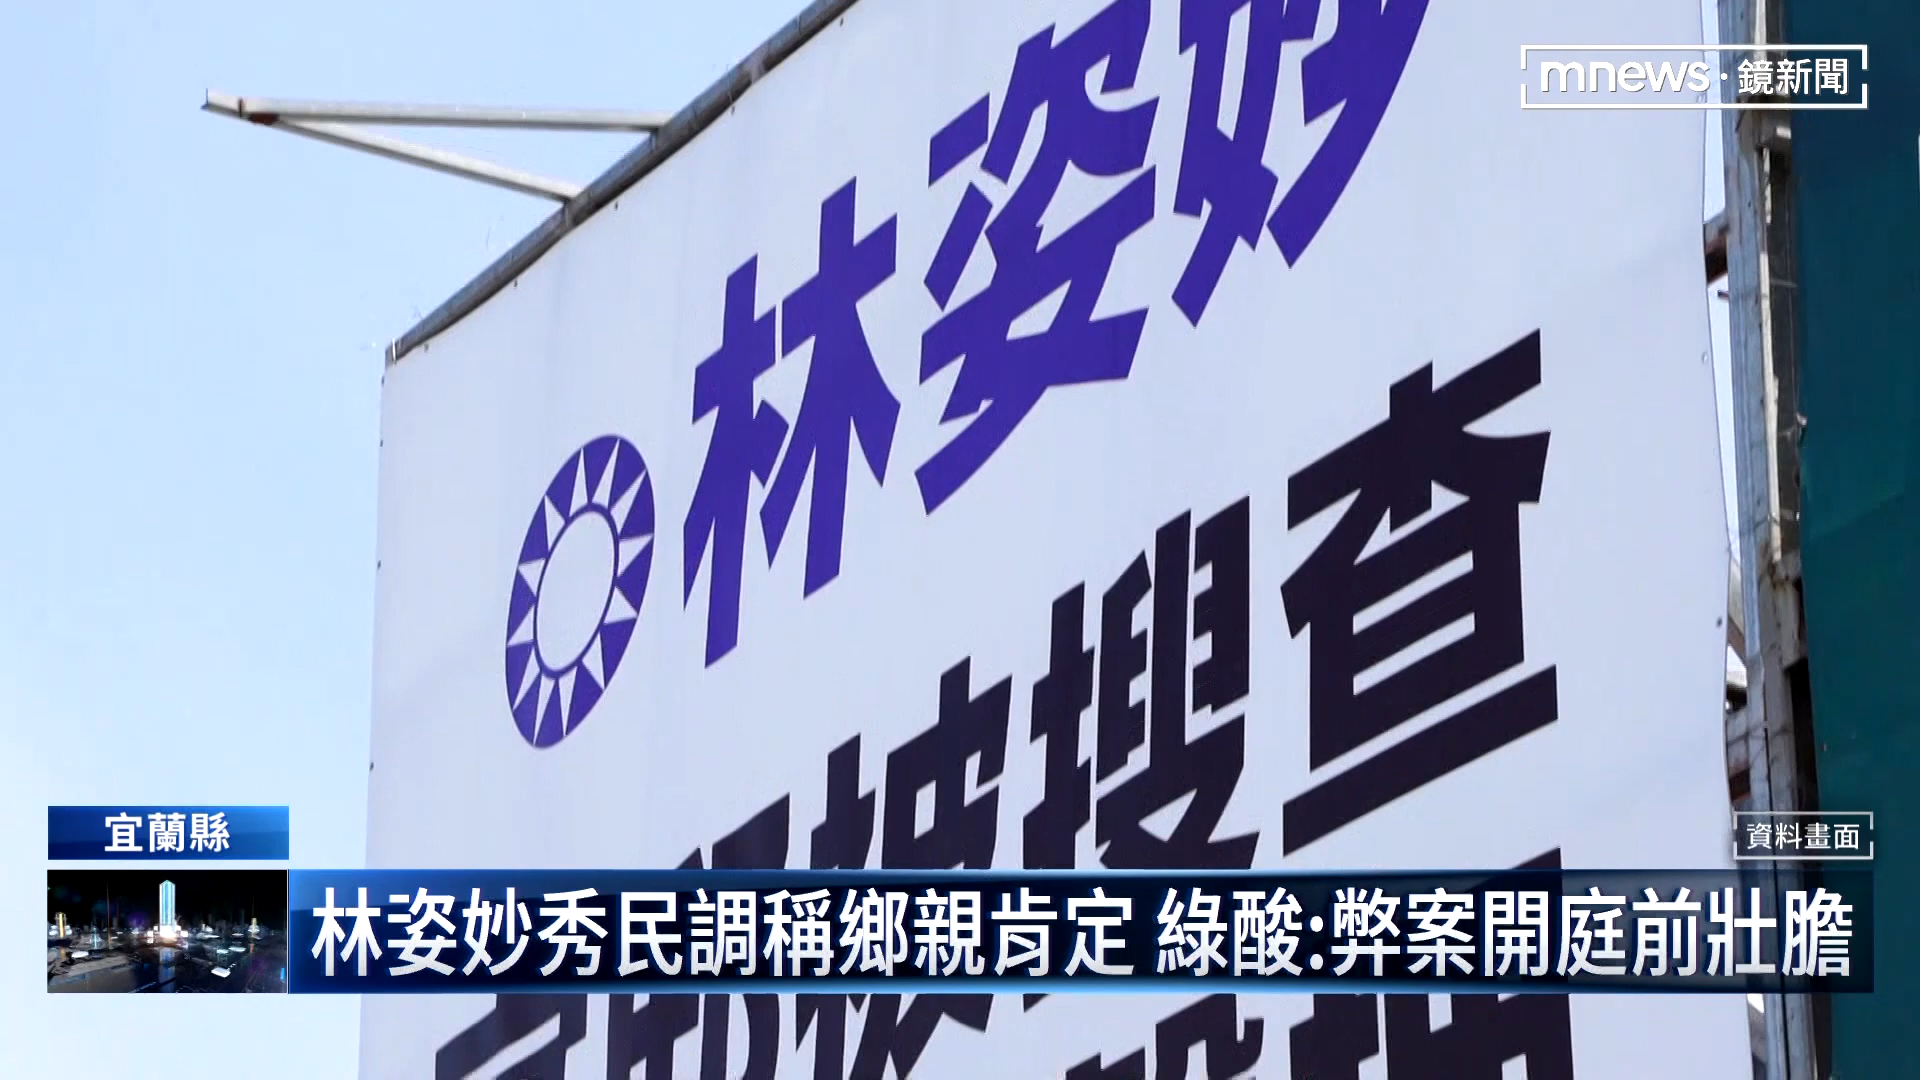 mnews·鏡新聞
林姿妙
被搜查
資料畫面
宜蘭縣
林姿妙秀民調稱鄉親肯定 綠酸:弊案開庭前壯膽